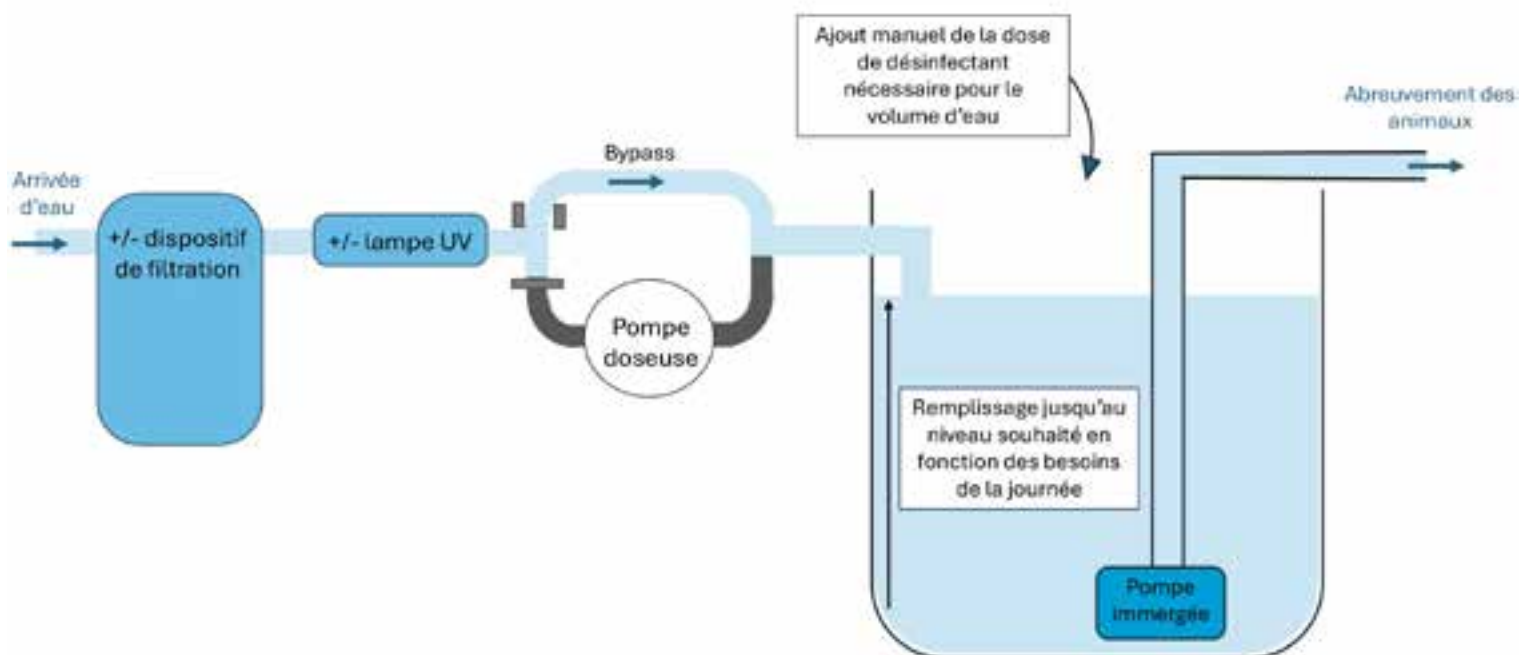 Ajout manuel de la dose
de désinfectant
nécessaire pour le
volume d'eau
Abreuvement des
animaux
Bypass
Arrivée
d'eau
+/- dispositif
de filtration
+/- lampe UV
Pompe
doseuse
Remplissage jusqu'au
niveau souhaité en
fonction des besoins
de la journée
Pompe
immergée